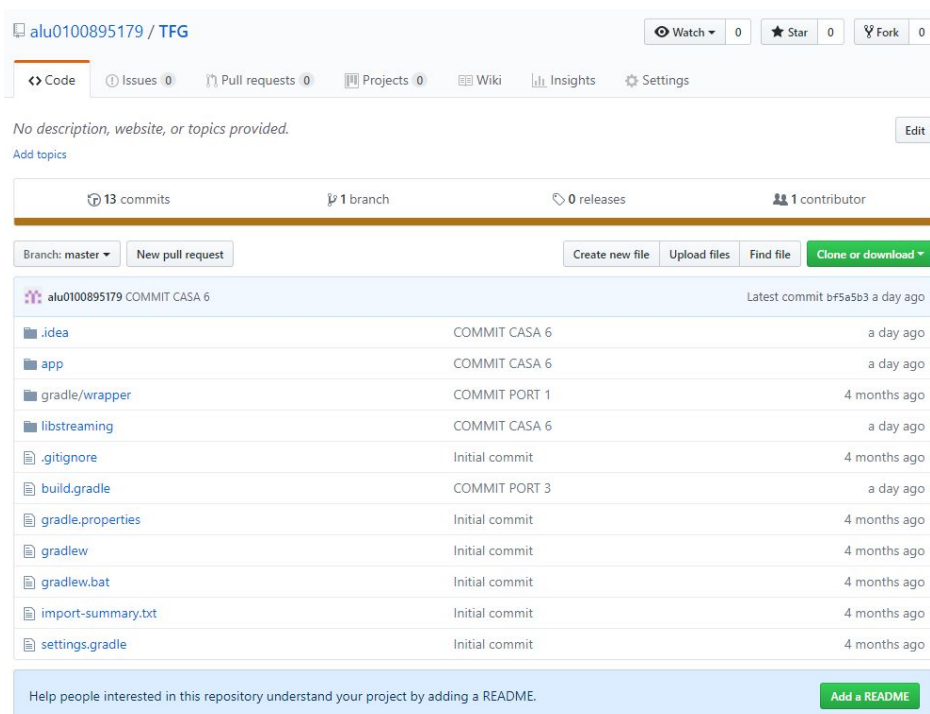 alu0100895179 / TFG
Watch 0 Star 0 Fork 0
Code Issues 0 Pull requests 0 Projects 0 Wiki Insights Settings
No description, website, or topics provided. Edit
Add topics
13 commits 1 branch 0 releases 1 contributor
Branch: master New pull request Create new file Upload files Find file Clone or download
alu0100895179 COMMIT CASA 6 Latest commit bf5a5b3 a day ago
.idea COMMIT CASA 6 a day ago
app COMMIT CASA 6 a day ago
gradle/wrapper COMMIT PORT 1 4 months ago
libstreaming COMMIT CASA 6 a day ago
.gitignore Initial commit 4 months ago
build.gradle COMMIT PORT 3 a day ago
gradle.properties Initial commit 4 months ago
gradlew Initial commit 4 months ago
gradlew.bat Initial commit 4 months ago
import-summary.txt Initial commit 4 months ago
settings.gradle Initial commit 4 months ago
Help people interested in this repository understand your project by adding a README. Add a README